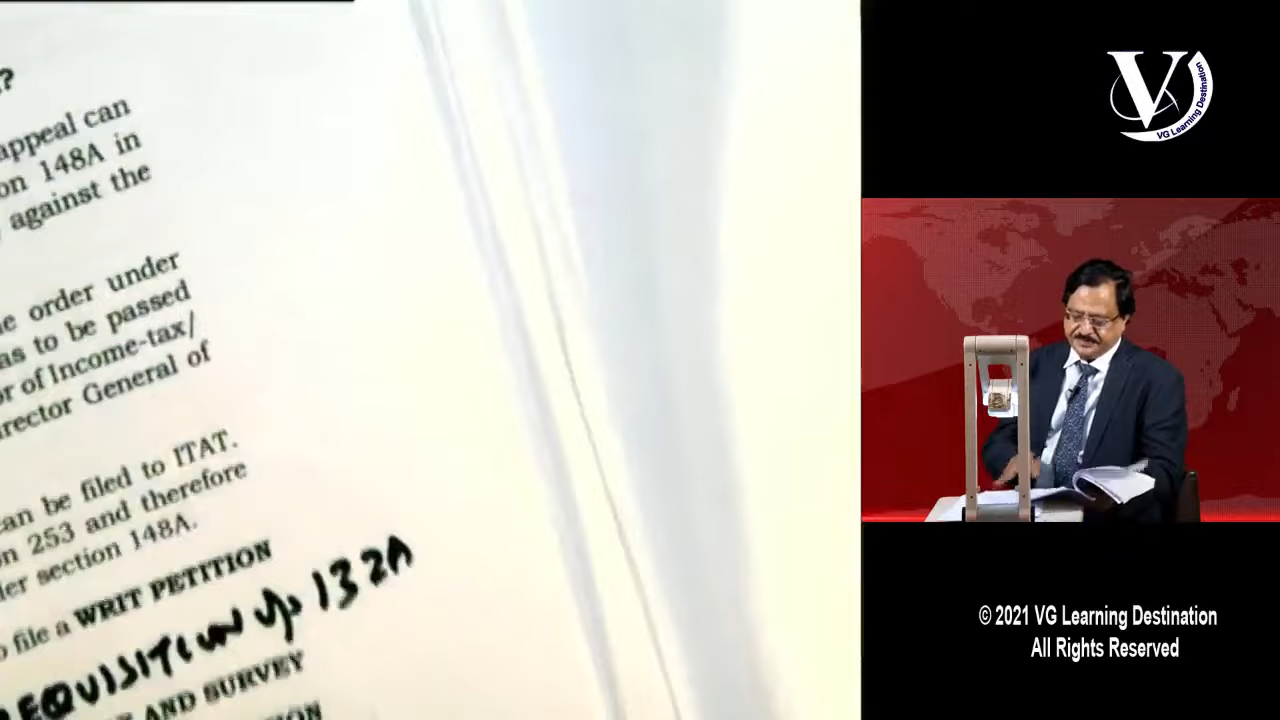 ?
appeal can
on 148A in
against the
order under
as to be passed
r of Income-tax/
rector General of
can be filed to ITAT.
on 253 and therefore
er section 148A.
file a WRIT PETITION
EQUISITION u/s 132A
AND SURVEY
ION
V
VG Learning Destination
© 2021 VG Learning Destination
All Rights Reserved